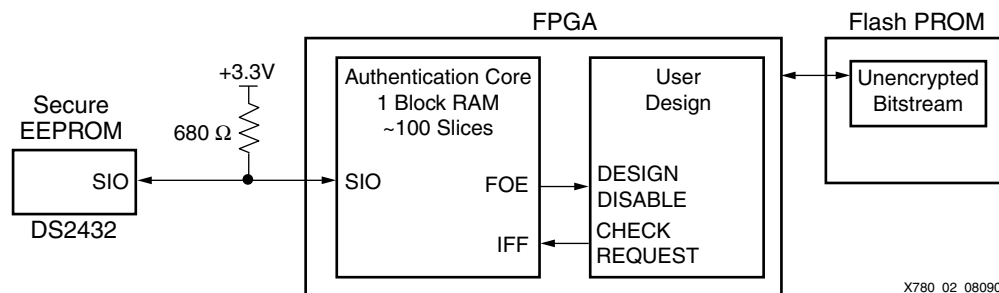 FPGA
Flash PROM
+3.3V
Secure
EEPROM
680 Ω
SIO
DS2432
Authentication Core
1 Block RAM
~100 Slices
SIO
FOE
IFF
User
Design
DESIGN
DISABLE
CHECK
REQUEST
Unencrypted
Bitstream
X780_02_08090